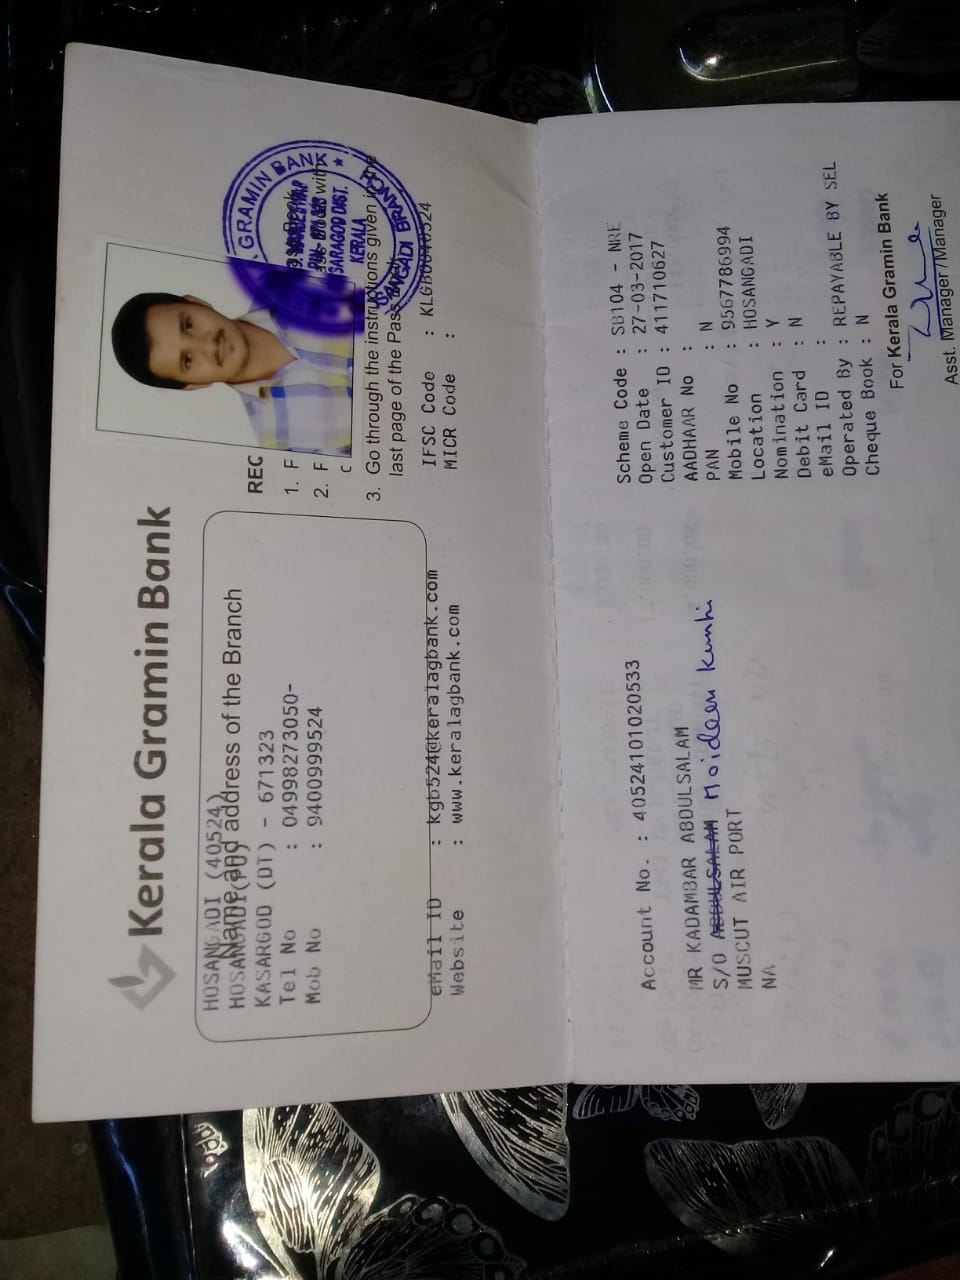 Kerala Gramin Bank
Name and address of the Branch
HOSANGADI (40524)
HOSANGADI(PO)
KASARGOD (DT) - 671323
Tel No : 04998273050-
Mob No : 9400999524
eMail ID : kgb524@keralagbank.com
Website : www.keralagbank.com
GRAMIN BANK
SARAGOD DIST.
KERALA
REC
1. F
2. F
3. Go through the instructions given in the
last page of the Pass
IFSC Code : KLGB0040524
MICR Code :
Account No. : 40524101020533
MR KADAMBAR ABDULSALAM
S/O ABDULSALAM Moideen Kunhi
MUSCUT AIR PORT
NA
Scheme Code : SB104 - NRE
Open Date : 27-03-2017
Customer ID : 411710627
AADHAAR No :
PAN : N
Mobile No : 9567786994
Location : HOSANGADI
Nomination : Y
Debit Card : N
eMail ID :
Operated By : REPAYABLE BY SEL
Cheque Book : N
For Kerala Gramin Bank
Asst. Manager/Manager